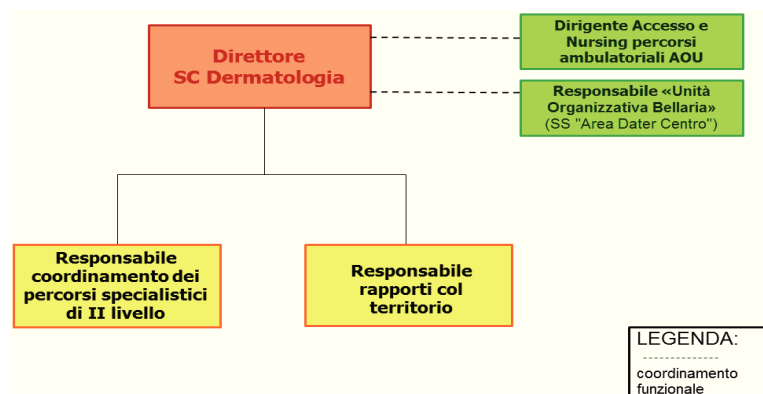 Direttore
SC Dermatologia
Dirigente Accesso e
Nursing percorsi
ambulatoriali AOU
Responsabile «Unità
Organizzativa Bellaria»
(SS "Area Dater Centro")
Responsabile
coordinamento dei
percorsi specialistici
di II livello
Responsabile
rapporti col
territorio
LEGENDA:
coordinamento
funzionale